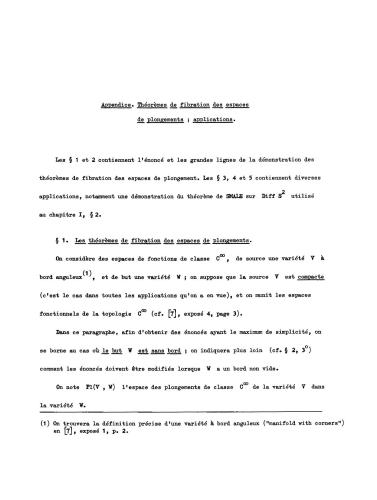 Appendice. Théorèmes de fibration des espaces
de plongements ; applications.
Les § 1 et 2 contiennent l'énoncé et les grandes lignes de la démonstration des
théorèmes de fibration des espaces de plongement. Les § 3, 4 et 5 contiennent diverses
applications, notamment une démonstration du théorème de SMALE sur Diff S² utilisé
au chapitre I, § 2.
§ 1. Les théorèmes de fibration des espaces de plongements.
On considère des espaces de fonctions de classe C^∞, de source une variété V à
bord anguleux(1), et de but une variété W ; on suppose que la source V est compacte
(c'est le cas dans toutes les applications qu'on a en vue), et on munit les espaces
fonctionnels de la topologie C^∞ (cf. [7], exposé 4, page 3).
Dans ce paragraphe, afin d'obtenir des énoncés ayant le maximum de simplicité, on
se borne au cas où le but W est sans bord ; on indiquera plus loin (cf. § 2, 3°)
comment les énoncés doivent être modifiés lorsque W a un bord non vide.
On note Pl(V , W) l'espace des plongements de classe C^∞ de la variété V dans
la variété W.
(1) On trouvera la définition précise d'une variété à bord anguleux ("manifold with corners")
en [7], exposé 1, p. 2.